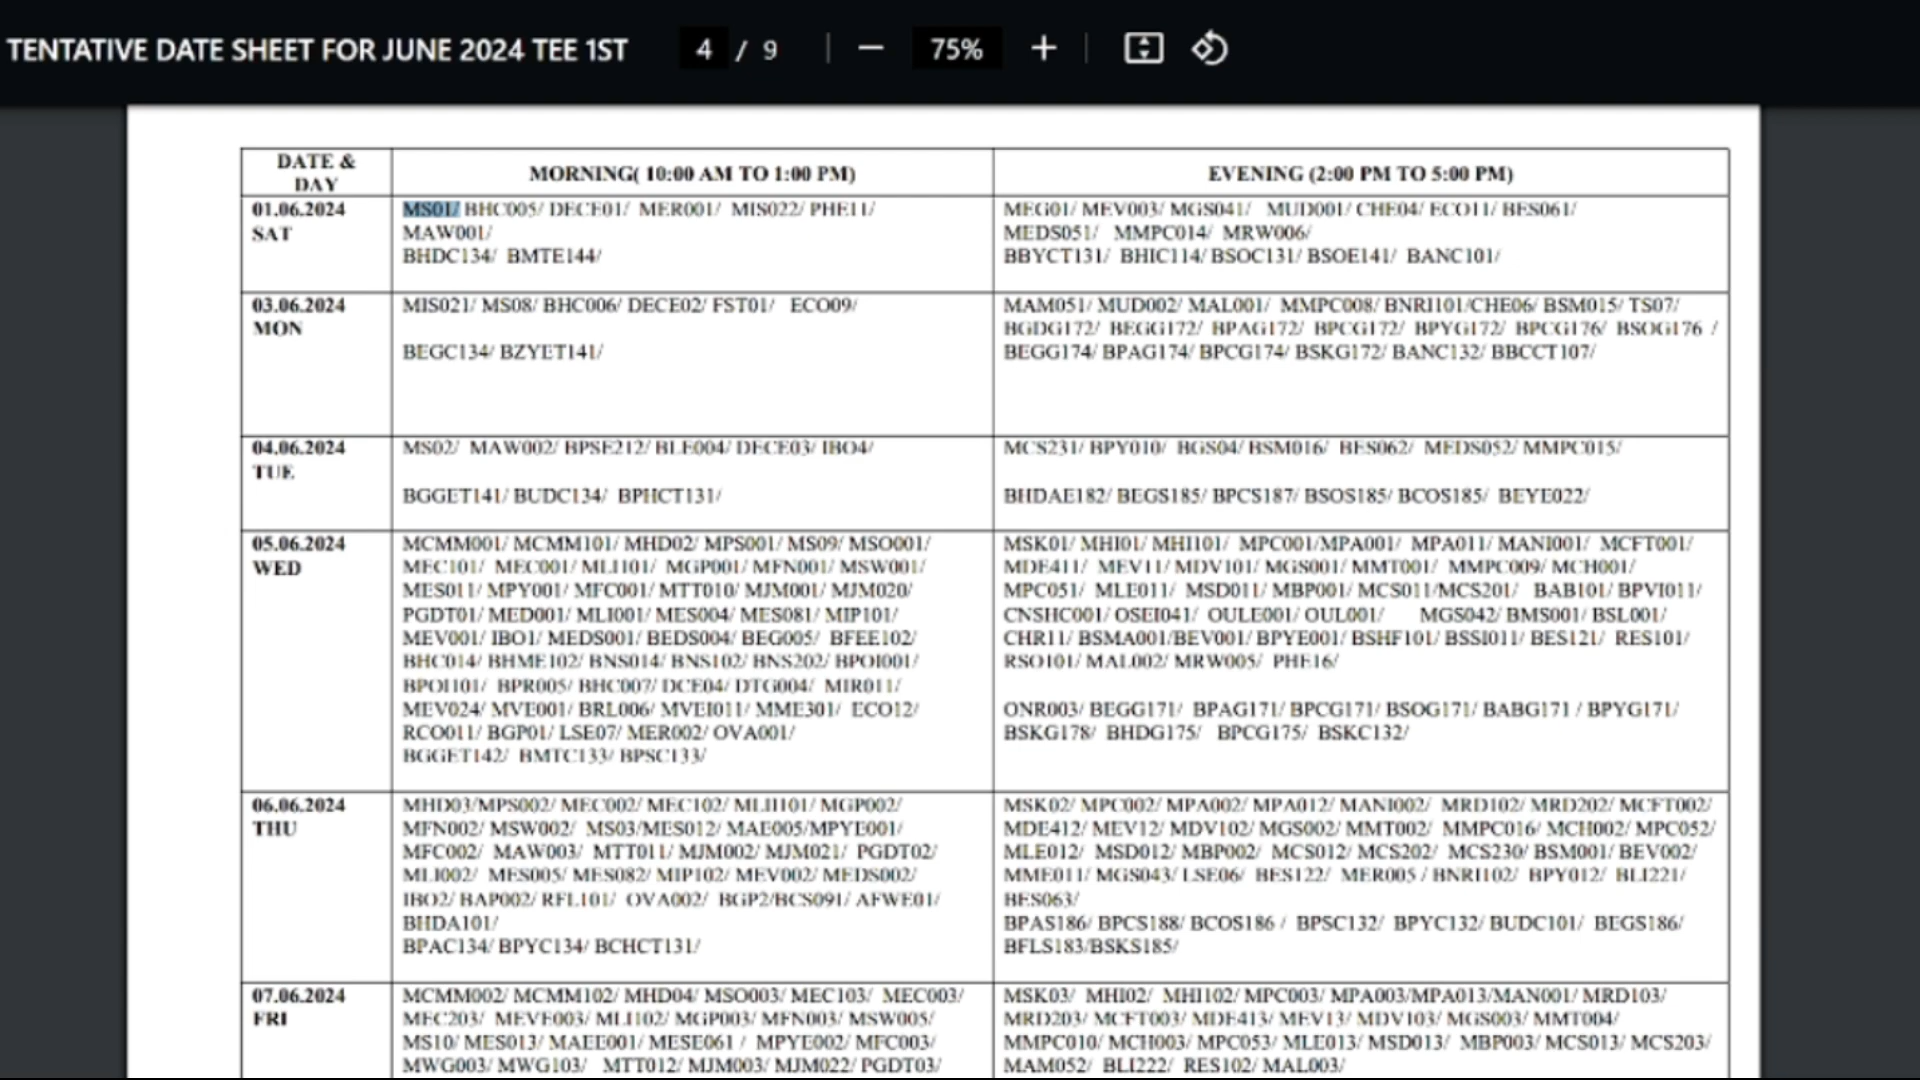 TENTATIVE DATE SHEET FOR JUNE 2024 TEE 1ST
4 / 9
75%
DATE & DAY
MORNING( 10:00 AM TO 1:00 PM)
EVENING (2:00 PM TO 5:00 PM)
01.06.2024
SAT
MS01/ BHC005/ DECE01/ MER001/ MIS022/ PHE11/
MAW001/
BHDC134/ BMTE144/
MEG01/ MEV003/ MGS041/ MUD001/ CHE04/ ECO11/ BES061/
MEDS051/ MMPC014/ MRW006/
BBYCT131/ BHIC114/ BSOC131/ BSOE141/ BANC101/
03.06.2024
MON
MIS021/ MS08/ BHC006/ DECE02/ FST01/ ECO09/
BEGC134/ BZYET141/
MAM051/ MUD002/ MAL001/ MMPC008/ BNRI101/CHE06/ BSM015/ TS07/
BGDG172/ BEGG172/ BPAG172/ BPCG172/ BPYG172/ BPCG176/ BSOG176 /
BEGG174/ BPAG174/ BPCG174/ BSKG172/ BANC132/ BBCCT107/
04.06.2024
TUE
MS02/ MAW002/ BPSE212/ BLE004/ DECE03/ IBO4/
BGGET141/ BUDC134/ BPHCT131/
MCS231/ BPY010/ BGS04/ BSM016/ BES062/ MEDS052/ MMPC015/
BHDAE182/ BEGS185/ BPCS187/ BSOS185/ BCOS185/ BEYE022/
05.06.2024
WED
MCMM001/ MCMM101/ MHD02/ MPS001/ MS09/ MSO001/
MEC101/ MEC001/ MLI101/ MGP001/ MFN001/ MSW001/
MES011/ MPY001/ MFC001/ MTT010/ MJM001/ MJM020/
PGDT01/ MED001/ MLI001/ MES004/ MES081/ MIP101/
MEV001/ IBO1/ MEDS001/ BEDS004/ BEG005/ BFEE102/
BHC014/ BHME102/ BNS014/ BNS102/ BNS202/ BPOI001/
BPOI101/ BPR005/ BHC007/ DCE04/ DTG004/ MIR011/
MEV024/ MVE001/ BRL006/ MVEI011/ MME301/ ECO12/
RCO011/ BGP01/ LSE07/ MER002/ OVA001/
BGGET142/ BMTC133/ BPSC133/
MSK01/ MHI01/ MHI101/ MPC001/MPA001/ MPA011/ MANI001/ MCFT001/
MDE411/ MEV11/ MDV101/ MGS001/ MMT001/ MMPC009/ MCH001/
MPC051/ MLE011/ MSD011/ MBP001/ MCS011/MCS201/ BAB101/ BPVI011/
CNSHC001/ OSEI041/ OULE001/ OUL001/ MGS042/ BMS001/ BSL001/
CHR11/ BSMA001/BEV001/ BPYE001/ BSHF101/ BSSI011/ BES121/ RES101/
RSO101/ MAL002/ MRW005/ PHE16/
ONR003/ BEGG171/ BPAG171/ BPCG171/ BSOG171/ BABG171 / BPYG171/
BSKG178/ BHDG175/ BPCG175/ BSKC132/
06.06.2024
THU
MHD03/MPS002/ MEC002/ MEC102/ MLII101/ MGP002/
MFN002/ MSW002/ MS03/MES012/ MAE005/MPYE001/
MFC002/ MAW003/ MTT011/ MJM002/ MJM021/ PGDT02/
MLI002/ MES005/ MES082/ MIP102/ MEV002/ MEDS002/
IBO2/ BAP002/ RFL101/ OVA002/ BGP2/BCS091/ AFWE01/
BHDA101/
BPAC134/ BPYC134/ BCHCT131/
MSK02/ MPC002/ MPA002/ MPA012/ MANI002/ MRD102/ MRD202/ MCFT002/
MDE412/ MEV12/ MDV102/ MGS002/ MMT002/ MMPC016/ MCH002/ MPC052/
MLE012/ MSD012/ MBP002/ MCS012/ MCS202/ MCS230/ BSM001/ BEV002/
MME011/ MGS043/ LSE06/ BES122/ MER005 / BNRI102/ BPY012/ BLI221/
BES063/
BPAS186/ BPCS188/ BCOS186 / BPSC132/ BPYC132/ BUDC101/ BEGS186/
BFLS183/BSKS185/
07.06.2024
FRI
MCMM002/ MCMM102/ MHD04/ MSO003/ MEC103/ MEC003/
MEC203/ MEVE003/ MLI102/ MGP003/ MFN003/ MSW005/
MS10/ MES013/ MAEE001/ MESE061 / MPYE002/ MFC003/
MWG003/ MWG103/ MTT012/ MJM003/ MJM022/ PGDT03/
MSK03/ MHI02/ MHI102/ MPC003/ MPA003/MPA013/MAN001/ MRD103/
MRD203/ MCFT003/ MDE413/ MEV13/ MDV103/ MGS003/ MMT004/
MMPC010/ MCH003/ MPC053/ MLE013/ MSD013/ MBP003/ MCS013/ MCS203/
MAM052/ BLI222/ RES102/ MAL003/